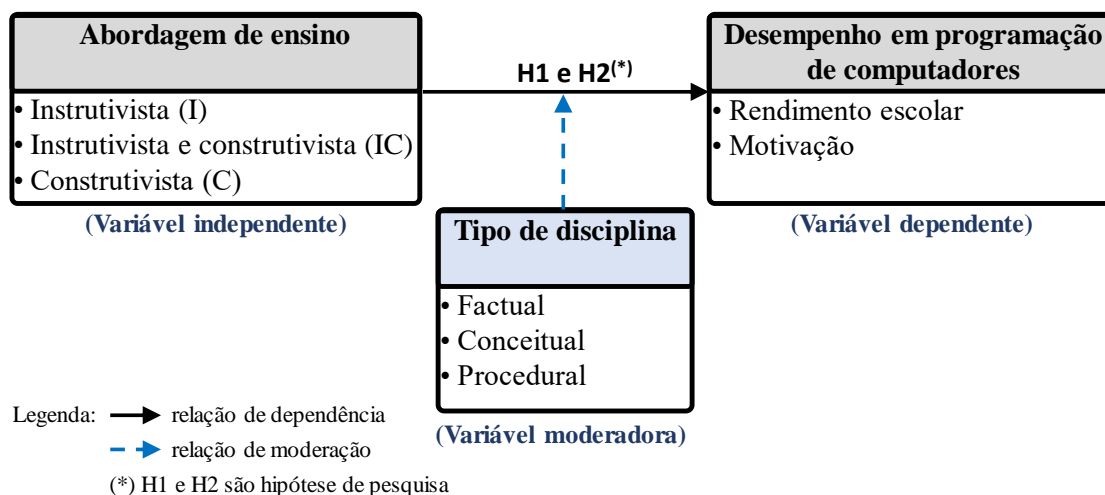 Abordagem de ensino
• Instrutivista (I)
• Instrutivista e construtivista (IC)
• Construtivista (C)
(Variável independente)
H1 e H2(*)
Desempenho em programação
de computadores
• Rendimento escolar
• Motivação
(Variável dependente)
Tipo de disciplina
• Factual
• Conceitual
• Procedural
(Variável moderadora)
Legenda:
relação de dependência
relação de moderação
(*) H1 e H2 são hipótese de pesquisa